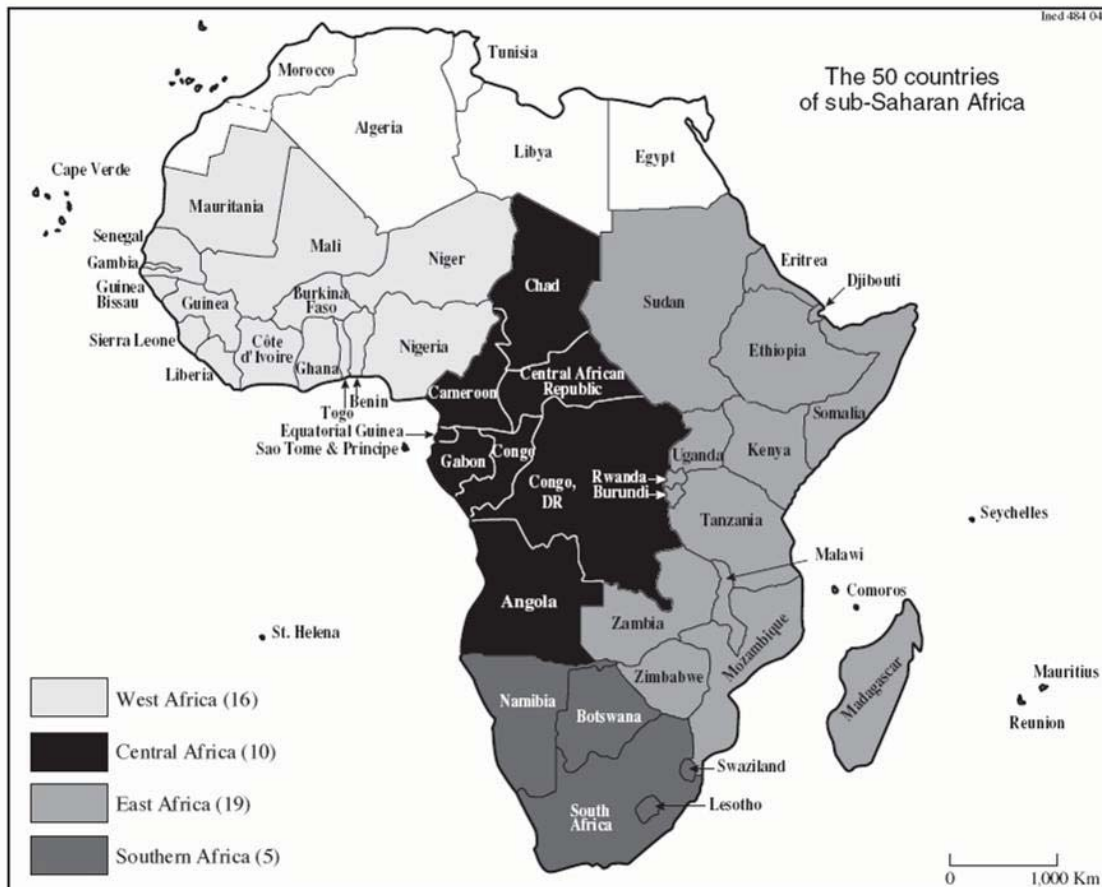 Ined 484 04
The 50 countries
of sub-Saharan Africa
Tunisia
Morocco
Algeria
Libya
Egypt
Cape Verde
Mauritania
Senegal
Gambia
Guinea
Bissau
Mali
Niger
Chad
Sudan
Eritrea
Djibouti
Guinea
Burkina
Faso
Sierra Leone
Côte
d'Ivoire
Ghana
Nigeria
Ethiopia
Liberia
Togo
Benin
Cameroon
Central African
Republic
Somalia
Equatorial Guinea
Sao Tome & Principe
Gabon
Congo
Congo,
DR
Uganda
Kenya
Rwanda
Burundi
Tanzania
Seychelles
Malawi
Comoros
Angola
Zambia
Mozambique
St. Helena
Zimbabwe
Madagascar
Mauritius
Reunion
Namibia
Botswana
Swaziland
Lesotho
South
Africa
West Africa (16)
Central Africa (10)
East Africa (19)
Southern Africa (5)
0 1,000 Km